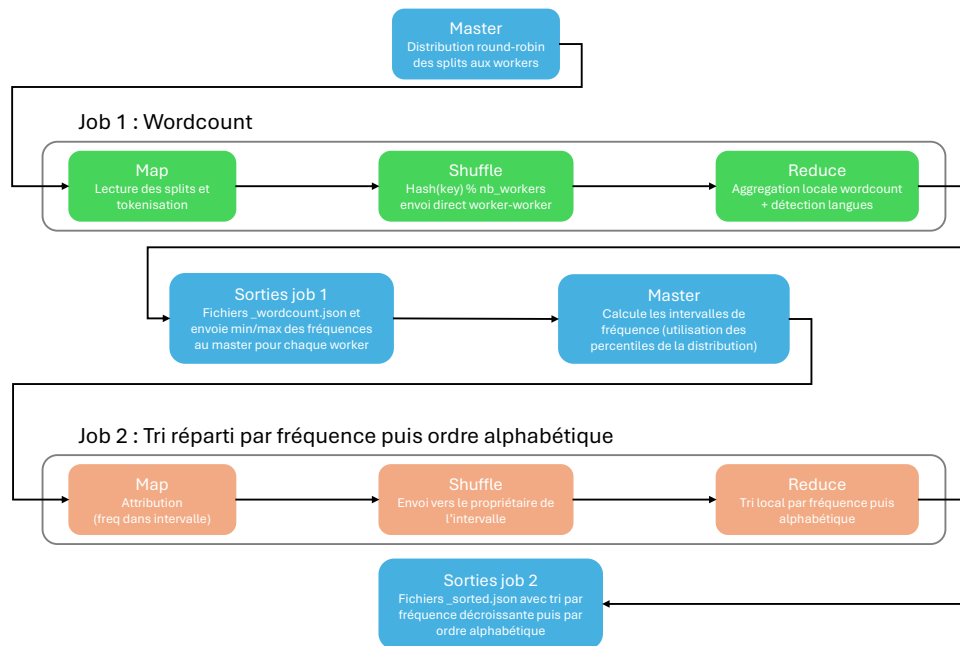 Master
Distribution round-robin
des splits aux workers
Job 1 : Wordcount
Map
Lecture des splits et
tokenisation
Shuffle
Hash(key) % nb_workers
envoi direct worker-worker
Reduce
Aggregation locale wordcount
+ détection langues
Sorties job 1
Fichiers _wordcount.json et
envoie min/max des fréquences
au master pour chaque worker
Master
Calcule les intervalles de
fréquence (utilisation des
percentiles de la distribution)
Job 2 : Tri réparti par fréquence puis ordre alphabétique
Map
Attribution
(freq dans intervalle)
Shuffle
Envoi vers le propriétaire de
l'intervalle
Reduce
Tri local par fréquence puis
alphabétique
Sorties job 2
Fichiers _sorted.json avec tri par
fréquence décroissante puis par
ordre alphabétique